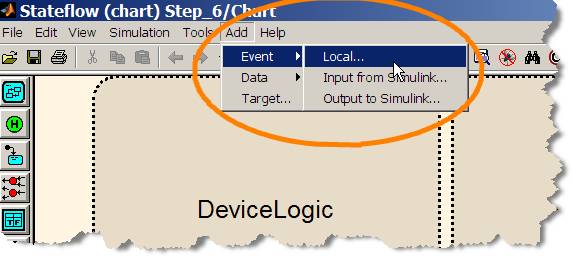 Stateflow (chart) Step_6/Chart
File Edit View Simulation Tools Add Help
Event Local...
Data Input from Simulink...
Target... Output to Simulink...
H
DeviceLogic